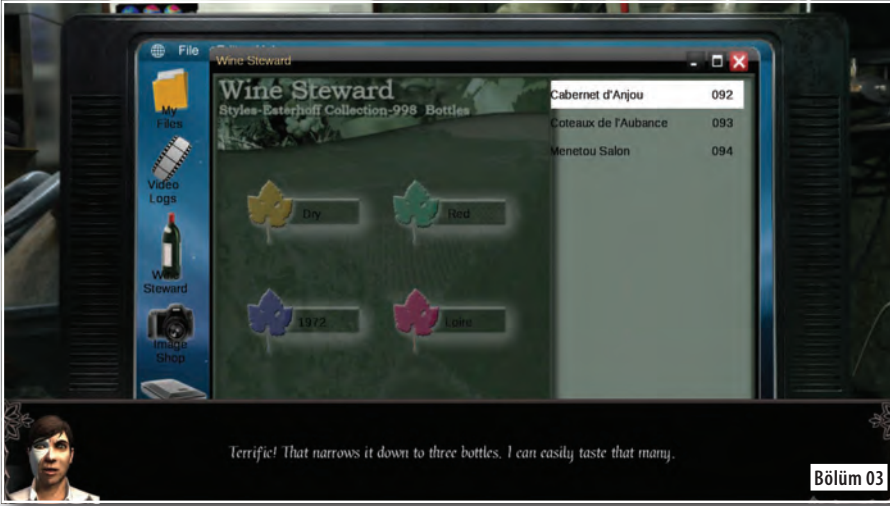 File
Wine Steward
Wine Steward
Styles-Esterhoff Collection-998 Bottles
My
Files
Video
Logs
Wine
Steward
Image
Shop
Dry
Red
1972
Loire
Cabernet d'Anjou 092
Coteaux de l'Aubance 093
Menetou Salon 094
Terrific! That narrows it down to three bottles. I can easily taste that many.
Bölüm 03